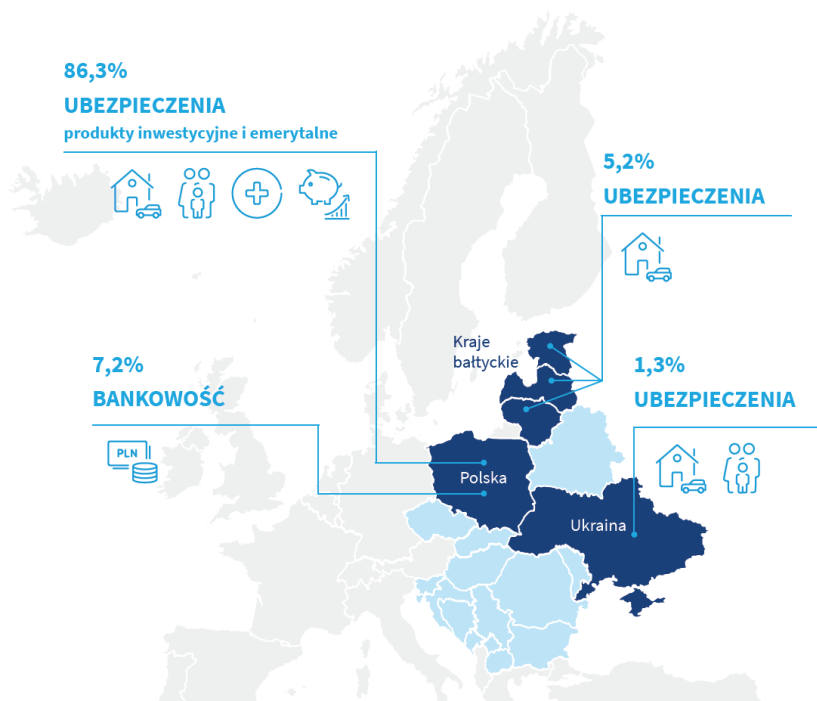 86,3%
UBEZPIECZENIA
produkty inwestycyjne i emerytalne
5,2%
UBEZPIECZENIA
Kraje
bałtyckie
7,2%
BANKOWOŚĆ
PLN
1,3%
UBEZPIECZENIA
Polska
Ukraina